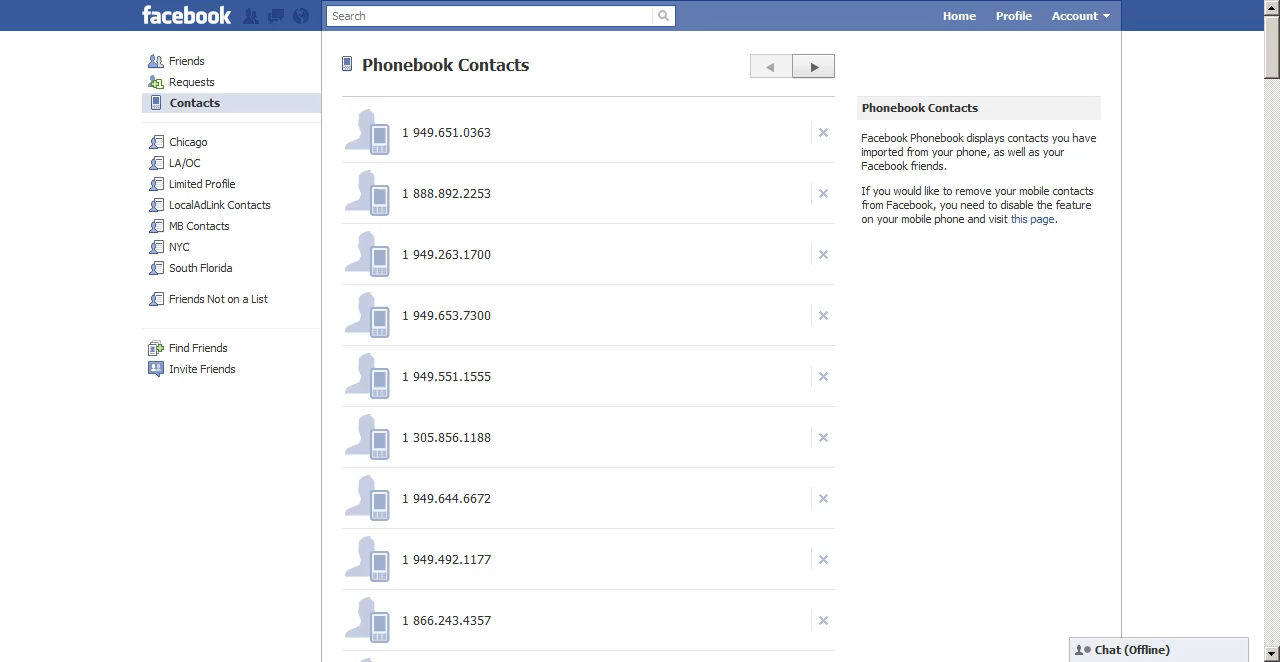 facebook
Search
Home Profile Account
Friends
Requests
Contacts
Chicago
LA/OC
Limited Profile
LocalAdLink Contacts
MB Contacts
NYC
South Florida
Friends Not on a List
Find Friends
Invite Friends
Phonebook Contacts
1 949.651.0363
1 888.892.2253
1 949.263.1700
1 949.653.7300
1 949.551.1555
1 305.856.1188
1 949.644.6672
1 949.492.1177
1 866.243.4357
Phonebook Contacts
Facebook Phonebook displays contacts you have
imported from your phone, as well as your
Facebook friends.
If you would like to remove your mobile contacts
from Facebook, you need to disable the feature
on your mobile phone and visit this page.
Chat (Offline)